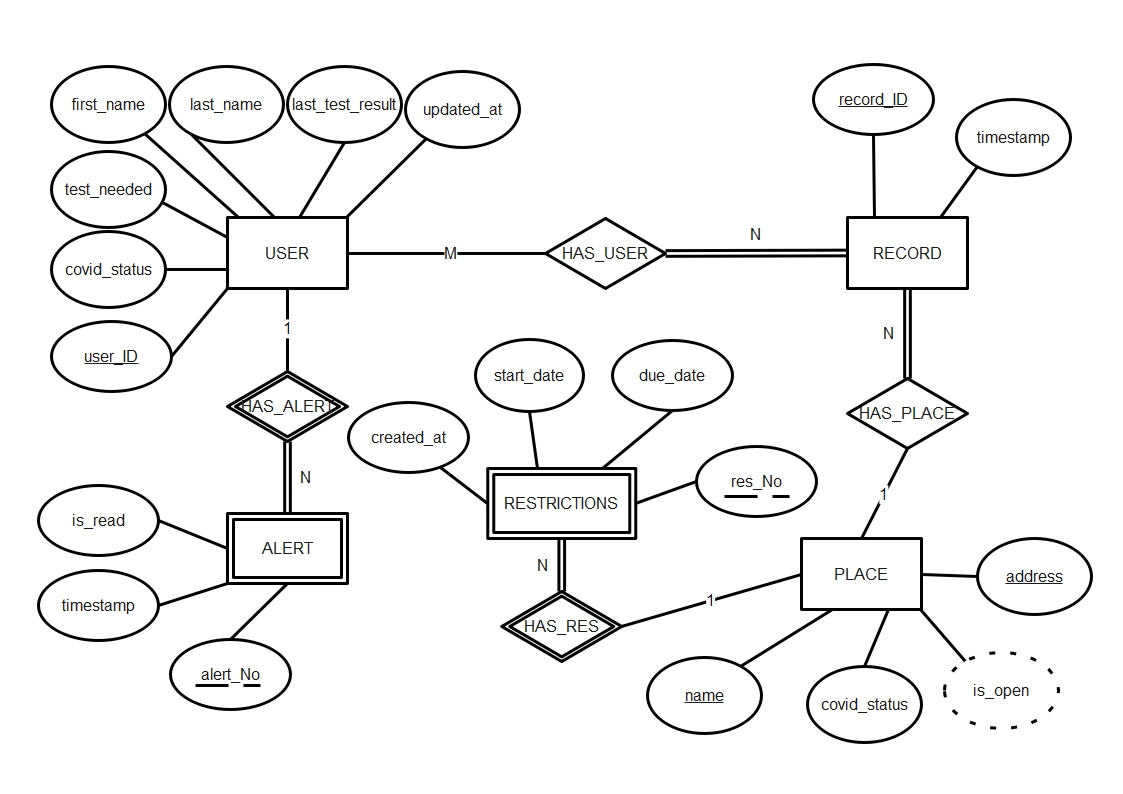 first_name
last_name
last_test_result
updated_at
record_ID
timestamp
test_needed
USER
M
HAS_USER
N
RECORD
covid_status
user_ID
1
N
HAS_ALERT
start_date
due_date
HAS_PLACE
created_at
N
res_No
RESTRICTIONS
1
is_read
ALERT
N
PLACE
address
timestamp
1
HAS_RES
alert_No
name
covid_status
is_open